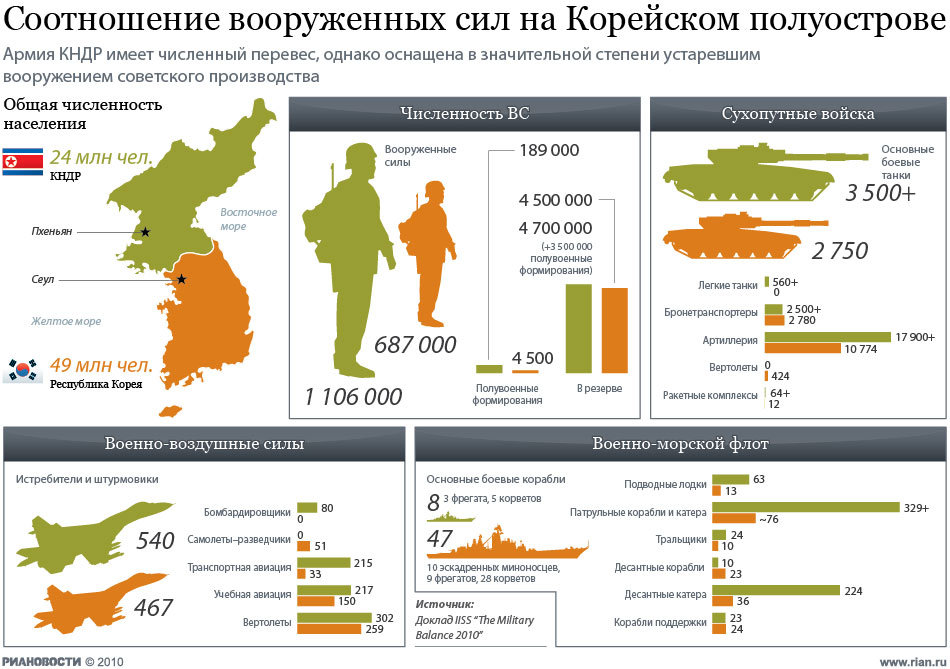 Соотношение вооруженных сил на Корейском полуострове
Армия КНДР имеет численный перевес, однако оснащена в значительной степени устаревшим
вооружением советского производства
Общая численность
населения
24 млн чел.
КНДР
Восточное
море
Пхеньян
Сеул
Желтое море
49 млн чел.
Республика Корея
Численность ВС
Вооруженные
силы
687 000
1 106 000
189 000
4 500 000
4 700 000
(+3 500 000
полувоенные
формирования)
4 500
Полувоенные
формирования
В резерве
Сухопутные войска
Основные
боевые
танки
3 500+
2 750
Легкие танки
560+
0
Бронетранспортеры
2 500+
2 780
Артиллерия
17 900+
10 774
Вертолеты
0
424
Ракетные комплексы
64+
12
Военно-воздушные силы
Истребители и штурмовики
540
467
Бомбардировщики
80
0
Самолеты–разведчики
0
51
Транспортная авиация
215
33
Учебная авиация
217
150
Вертолеты
302
259
Военно-морской флот
Основные боевые корабли
8 3 фрегата, 5 корветов
47
10 эскадренных миноносцев,
9 фрегатов, 28 корветов
Источник:
Доклад IISS “The Military
Balance 2010”
Подводные лодки
63
13
Патрульные корабли и катера
329+
~76
Тральщики
24
10
Десантные корабли
10
23
Десантные катера
224
36
Корабли поддержки
23
24
РИАНОВОСТИ © 2010
www.rian.ru